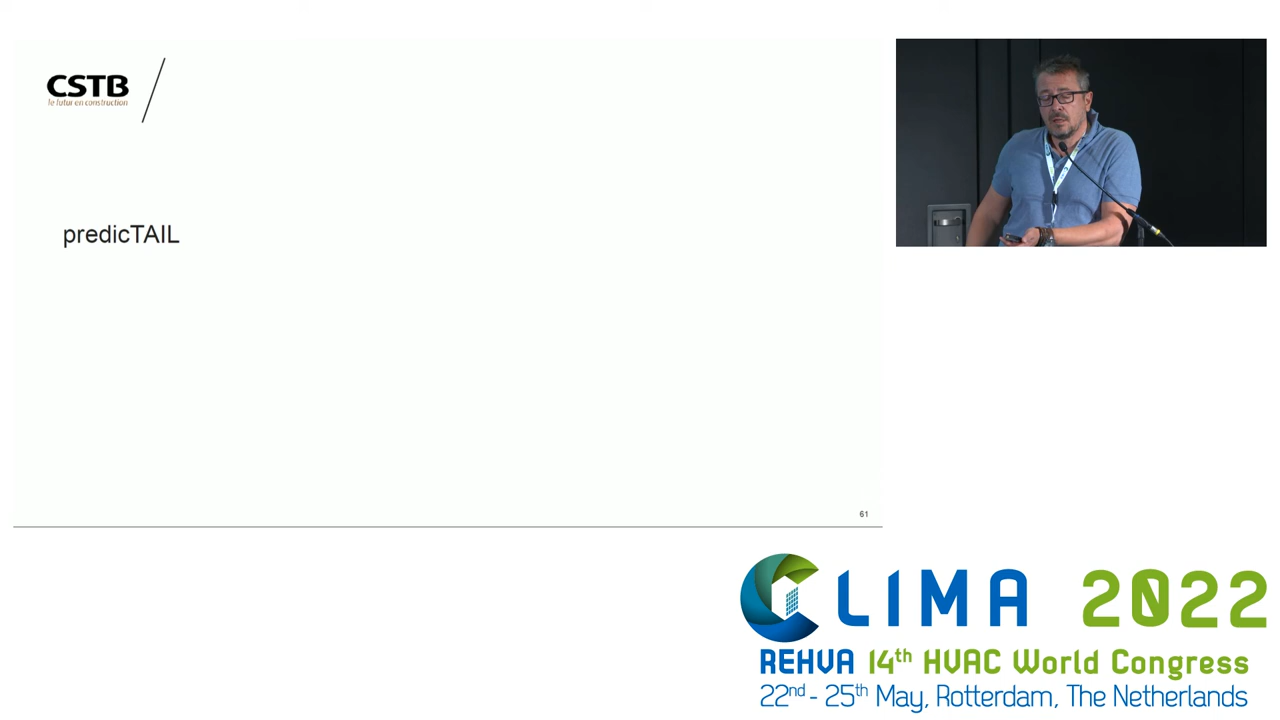 CSTB
le futur en construction
predicTAIL
61
CLIMA 2022
REHVA 14th HVAC World Congress
22nd - 25th May, Rotterdam, The Netherlands